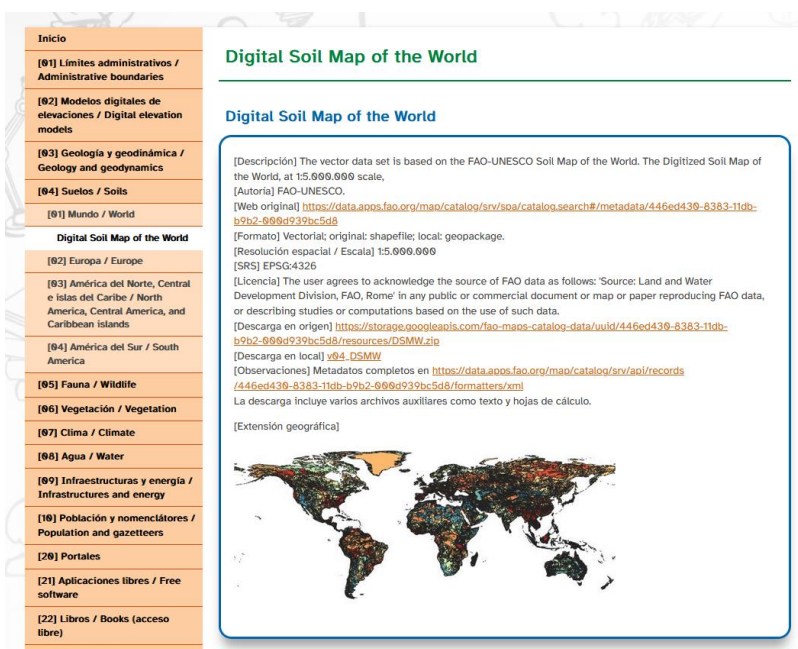 Inicio
[01] Límites administrativos /
Administrative boundaries
[02] Modelos digitales de
elevaciones / Digital elevation
models
[03] Geología y geodinámica /
Geology and geodynamics
[04] Suelos / Soils
[01] Mundo / World
Digital Soil Map of the World
[02] Europa / Europe
[03] América del Norte, Central
e islas del Caribe / North
America, Central America, and
Caribbean islands
[04] América del Sur / South
America
[05] Fauna / Wildlife
[06] Vegetación / Vegetation
[07] Clima / Climate
[08] Agua / Water
[09] Infraestructuras y energía /
Infrastructures and energy
[10] Población y nomenclátores /
Population and gazetteers
[20] Portales
[21] Aplicaciones libres / Free
software
[22] Libros / Books (acceso
libre)
Digital Soil Map of the World
Digital Soil Map of the World
[Descripción] The vector data set is based on the FAO-UNESCO Soil Map of the World. The Digitized Soil Map of
the World, at 1:5.000.000 scale,
[Autoría] FAO-UNESCO.
[Web original] https://data.apps.fao.org/map/catalog/srv/spa/catalog.search#/metadata/446ed430-8383-11db-
b9b2-000d939bc5d8
[Formato] Vectorial; original: shapefile; local: geopackage.
[Resolución espacial / Escala] 1:5.000.000
[SRS] EPSG:4326
[Licencia] The user agrees to acknowledge the source of FAO data as follows: 'Source: Land and Water
Development Division, FAO, Rome' in any public or commercial document or map or paper reproducing FAO data,
or describing studies or computations based on the use of such data.
[Descarga en origen] https://storage.googleapis.com/fao-maps-catalog-data/uuid/446ed430-8383-11db-
b9b2-000d939bc5d8/resources/DSMW.zip
[Descarga en local] v04_DSMW
[Observaciones] Metadatos completos en https://data.apps.fao.org/map/catalog/srv/api/records
/446ed430-8383-11db-b9b2-000d939bc5d8/formatters/xml
La descarga incluye varios archivos auxiliares como texto y hojas de cálculo.
[Extensión geográfica]